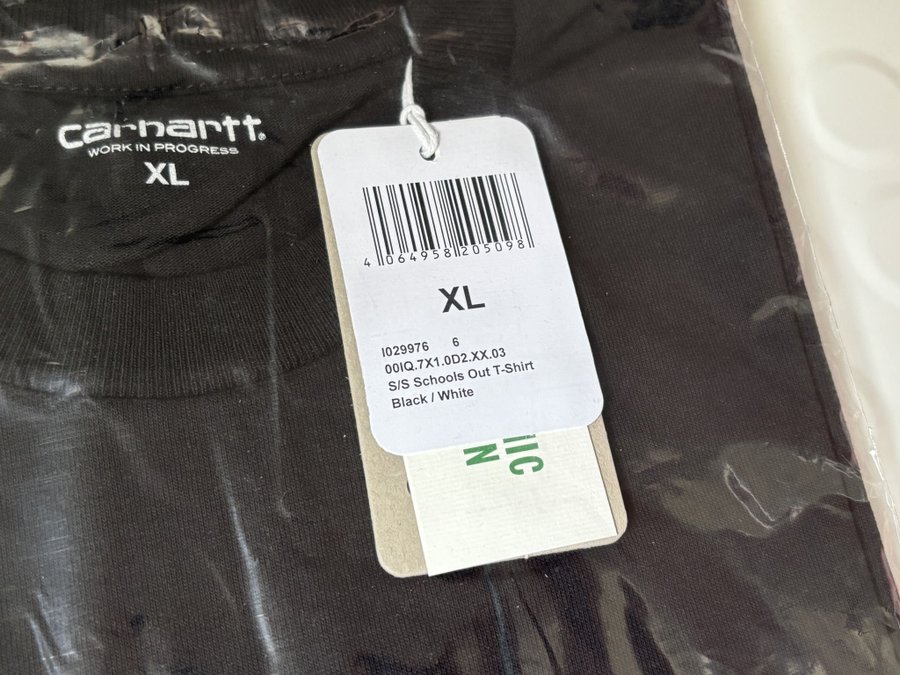 carhartt.
WORK IN PROGRESS
XL
4 064958 205098
XL
I029976 6
00IQ.7X1.0D2.XX.03
S/S Schools Out T-Shirt
Black / White